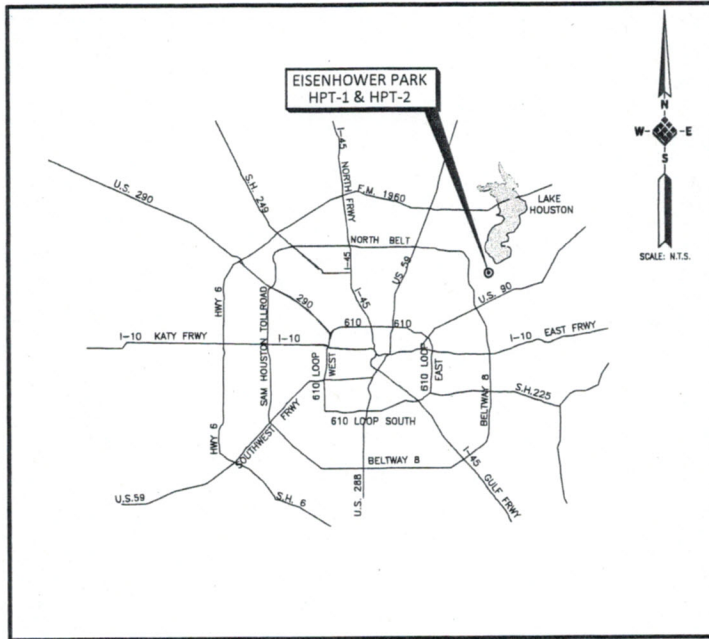 EISENHOWER PARK
HPT-1 & HPT-2
N
W
E
S
SCALE: N.T.S.
I-45
NORTH FRWY
U.S. 290
S.H. 249
F.M. 1960
LAKE
HOUSTON
NORTH BELT
I-45
US 59
U.S. 90
HWY 6
SAM HOUSTON TOLLROAD
290
I-45
610
610
I-10 KATY FRWY
I-10
I-10 EAST FRWY
610 LOOP
WEST
610 LOOP
EAST
BELTWAY 8
S.H.225
610 LOOP SOUTH
HWY 6
SOUTHWEST FRWY
BELTWAY 8
I-45
GULF FRWY
U.S. 288
U.S.59
S.H. 6